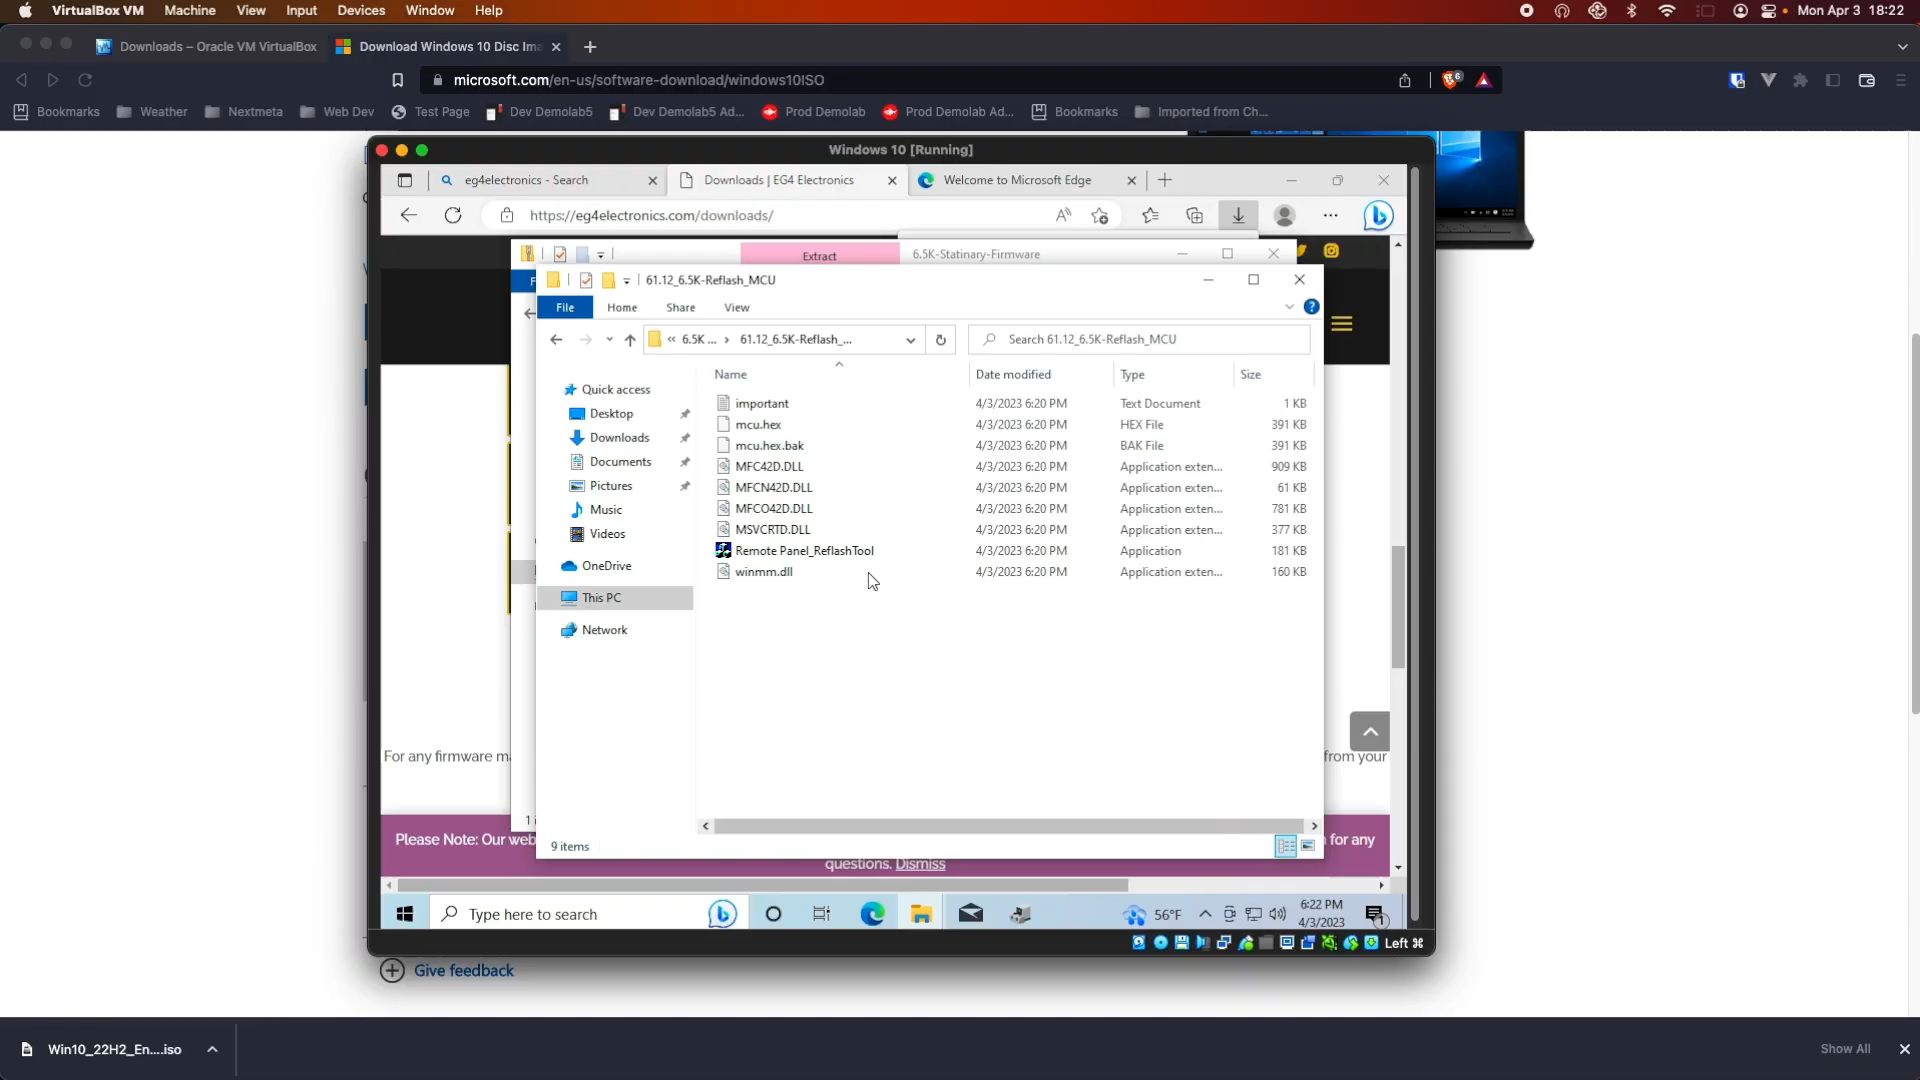 VirtualBox VM Machine View Input Devices Window Help Mon Apr 3 18:22
Downloads – Oracle VM VirtualBox Download Windows 10 Disc Ima
microsoft.com/en-us/software-download/windows10ISO 6
Bookmarks Weather Nextmeta Web Dev Test Page Dev Demolab5 Dev Demolab5 Ad... Prod Demolab Prod Demolab Ad... Bookmarks Imported from Ch...
Windows 10 [Running]
eg4electronics - Search Downloads | EG4 Electronics Welcome to Microsoft Edge
https://eg4electronics.com/downloads/
Extract 6.5K-Statinary-Firmware
61.12_6.5K-Reflash_MCU
File Home Share View
« 6.5K ... › 61.12_6.5K-Reflash_... Search 61.12_6.5K-Reflash_MCU
Name Date modified Type Size
Quick access
Desktop
Downloads
Documents
Pictures
Music
Videos
OneDrive
This PC
Network
important 4/3/2023 6:20 PM Text Document 1 KB
mcu.hex 4/3/2023 6:20 PM HEX File 391 KB
mcu.hex.bak 4/3/2023 6:20 PM BAK File 391 KB
MFC42D.DLL 4/3/2023 6:20 PM Application exten... 909 KB
MFCN42D.DLL 4/3/2023 6:20 PM Application exten... 61 KB
MFCO42D.DLL 4/3/2023 6:20 PM Application exten... 781 KB
MSVCRTD.DLL 4/3/2023 6:20 PM Application exten... 377 KB
Remote Panel_ReflashTool 4/3/2023 6:20 PM Application 181 KB
winmm.dll 4/3/2023 6:20 PM Application exten... 160 KB
For any firmware from your
9 items
Please Note: Our web for any
questions. Dismiss
Type here to search 56°F 6:22 PM
4/3/2023 1
Left ⌘
Give feedback
Win10_22H2_En....iso Show All